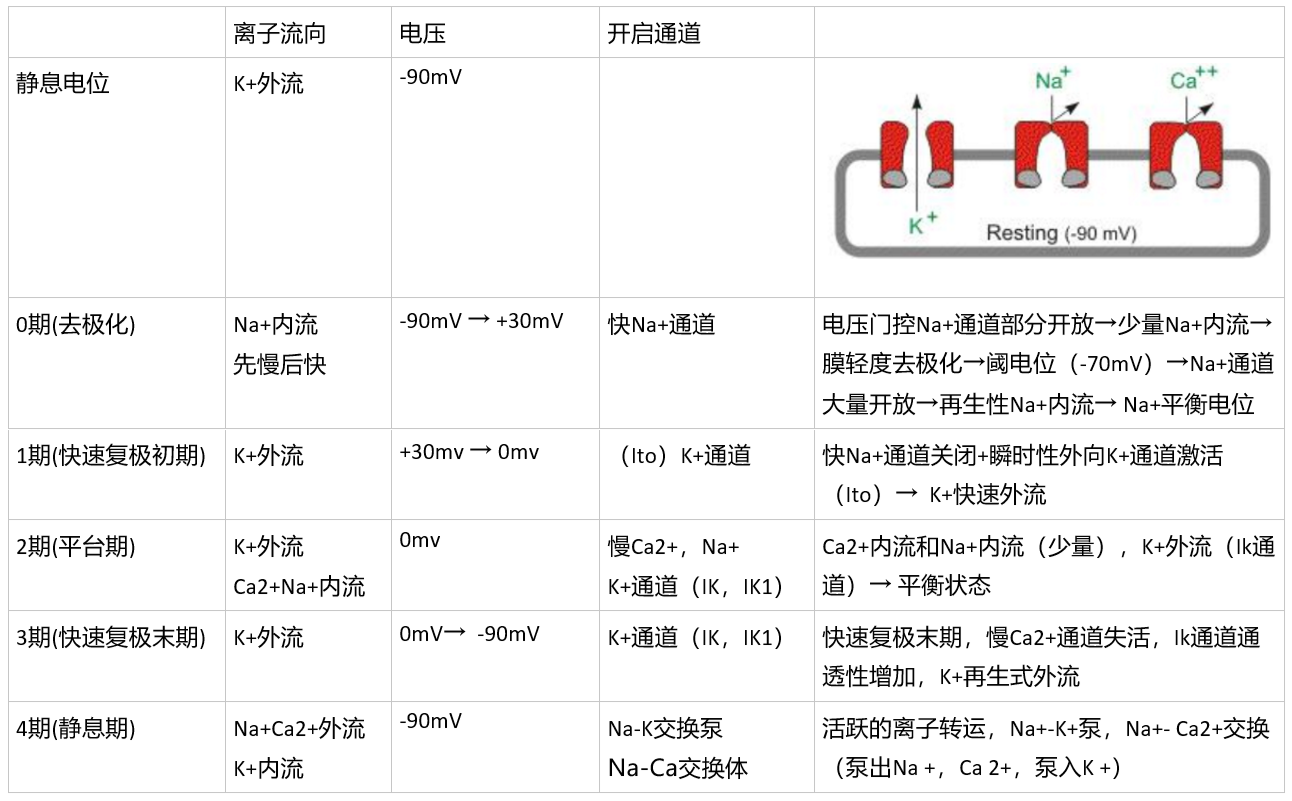 离子流向
电压
开启通道
静息电位
K+外流
-90mV
Na+
Ca++
K+
Resting (-90 mV)
0期(去极化)
Na+内流
先慢后快
-90mV → +30mV
快Na+通道
电压门控Na+通道部分开放→少量Na+内流→
膜轻度去极化→阈电位（-70mV）→Na+通道
大量开放→再生性Na+内流→ Na+平衡电位
1期(快速复极初期)
K+外流
+30mv → 0mv
（Ito）K+通道
快Na+通道关闭+瞬时性外向K+通道激活
（Ito）→ K+快速外流
2期(平台期)
K+外流
Ca2+Na+内流
0mv
慢Ca2+，Na+
K+通道（IK，IK1）
Ca2+内流和Na+内流（少量），K+外流（Ik通
道）→ 平衡状态
3期(快速复极末期)
K+外流
0mV→ -90mV
K+通道（IK，IK1）
快速复极末期，慢Ca2+通道失活，Ik通道通
透性增加，K+再生式外流
4期(静息期)
Na+Ca2+外流
K+内流
-90mV
Na-K交换泵
Na-Ca交换体
活跃的离子转运，Na+-K+泵，Na+- Ca2+交换
（泵出Na +，Ca 2+，泵入K +）